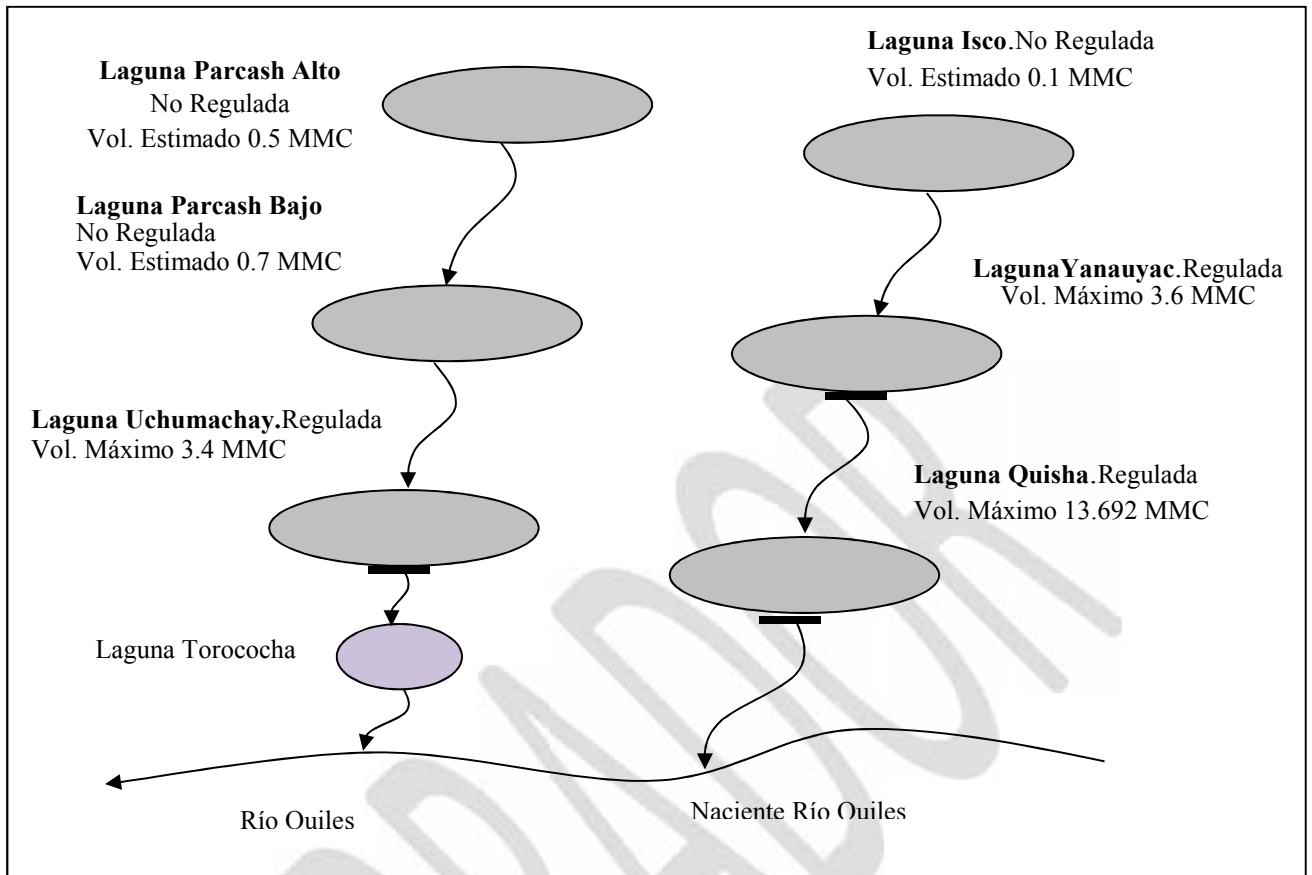 Laguna Parcash Alto
No Regulada
Vol. Estimado 0.5 MMC
Laguna Isco.No Regulada
Vol. Estimado 0.1 MMC
Laguna Parcash Bajo
No Regulada
Vol. Estimado 0.7 MMC
LagunaYanauyac.Regulada
Vol. Máximo 3.6 MMC
Laguna Uchumachay.Regulada
Vol. Máximo 3.4 MMC
Laguna Quisha.Regulada
Vol. Máximo 13.692 MMC
Laguna Torococha
Río Quiles
Naciente Río Quiles